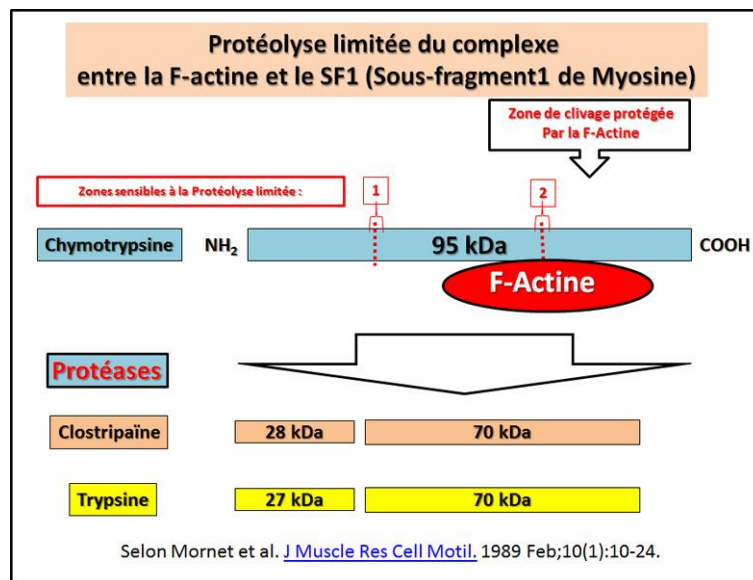 Protéolyse limitée du complexe
entre la F-actine et le SF1 (Sous-fragment1 de Myosine)
Zone de clivage protégée
Par la F-Actine
Zones sensibles à la Protéolyse limitée :
1
2
Chymotrypsine
NH2
95 kDa
COOH
F-Actine
Protéases
Clostripaïne
28 kDa
70 kDa
Trypsine
27 kDa
70 kDa
Selon Mornet et al. J Muscle Res Cell Motil. 1989 Feb;10(1):10-24.